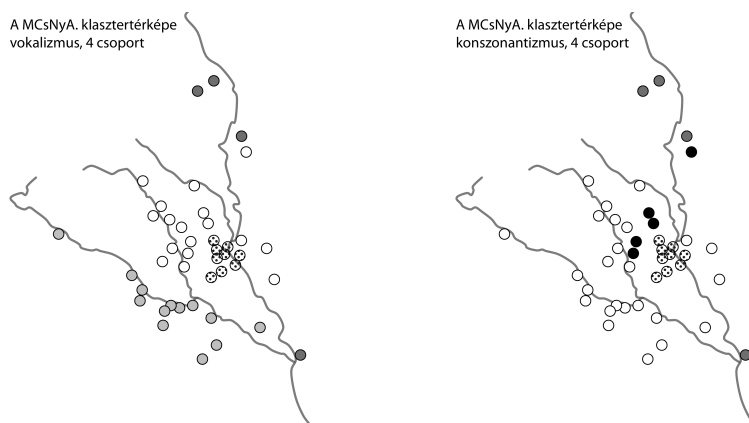 A MCsNyA. klasztertérképe
vokalizmus, 4 csoport
A MCsNyA. klasztertérképe
konszonantizmus, 4 csoport